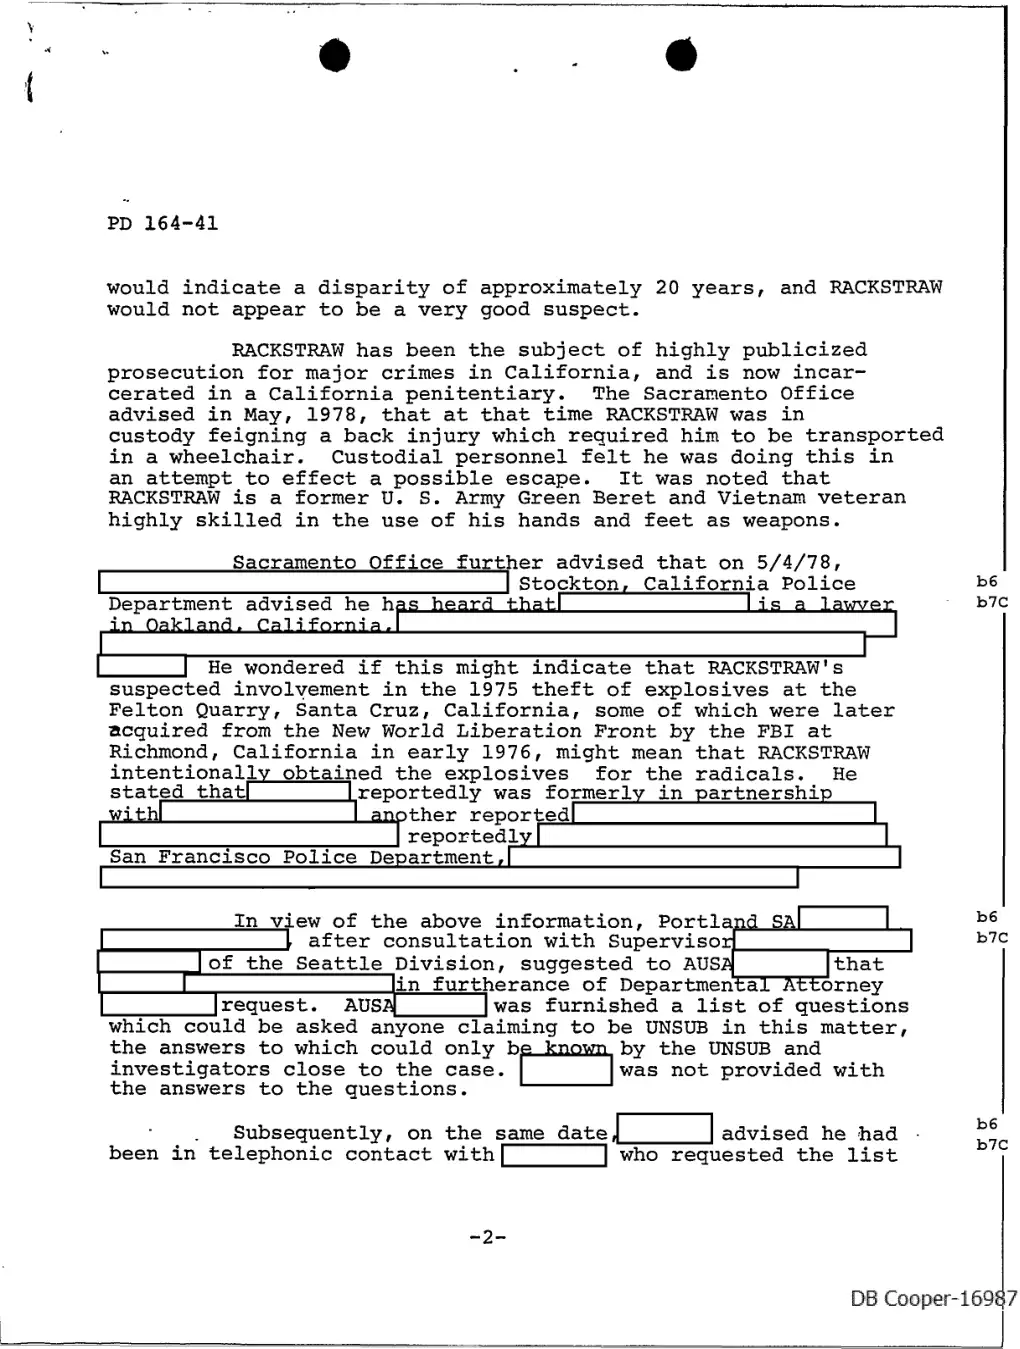 PD 164-41
would indicate a disparity of approximately 20 years, and RACKSTRAW
would not appear to be a very good suspect.
RACKSTRAW has been the subject of highly publicized
prosecution for major crimes in California, and is now incar-
cerated in a California penitentiary. The Sacramento Office
advised in May, 1978, that at that time RACKSTRAW was in
custody feigning a back injury which required him to be transported
in a wheelchair. Custodial personnel felt he was doing this in
an attempt to effect a possible escape. It was noted that
RACKSTRAW is a former U. S. Army Green Beret and Vietnam veteran
highly skilled in the use of his hands and feet as weapons.
Sacramento Office further advised that on 5/4/78,
Stockton, California Police b6
Department advised he has heard that is a lawyer b7C
in Oakland, California,
He wondered if this might indicate that RACKSTRAW's
suspected involvement in the 1975 theft of explosives at the
Felton Quarry, Santa Cruz, California, some of which were later
acquired from the New World Liberation Front by the FBI at
Richmond, California in early 1976, might mean that RACKSTRAW
intentionally obtained the explosives for the radicals. He
stated that reportedly was formerly in partnership
with another reported
reportedly
San Francisco Police Department,
In view of the above information, Portland SA b6
, after consultation with Supervisor b7C
of the Seattle Division, suggested to AUSA that
in furtherance of Departmental Attorney
request. AUSA was furnished a list of questions
which could be asked anyone claiming to be UNSUB in this matter,
the answers to which could only be known by the UNSUB and
investigators close to the case. was not provided with
the answers to the questions.
Subsequently, on the same date, advised he had b6
been in telephonic contact with who requested the list b7C
-2-
DB Cooper-16987